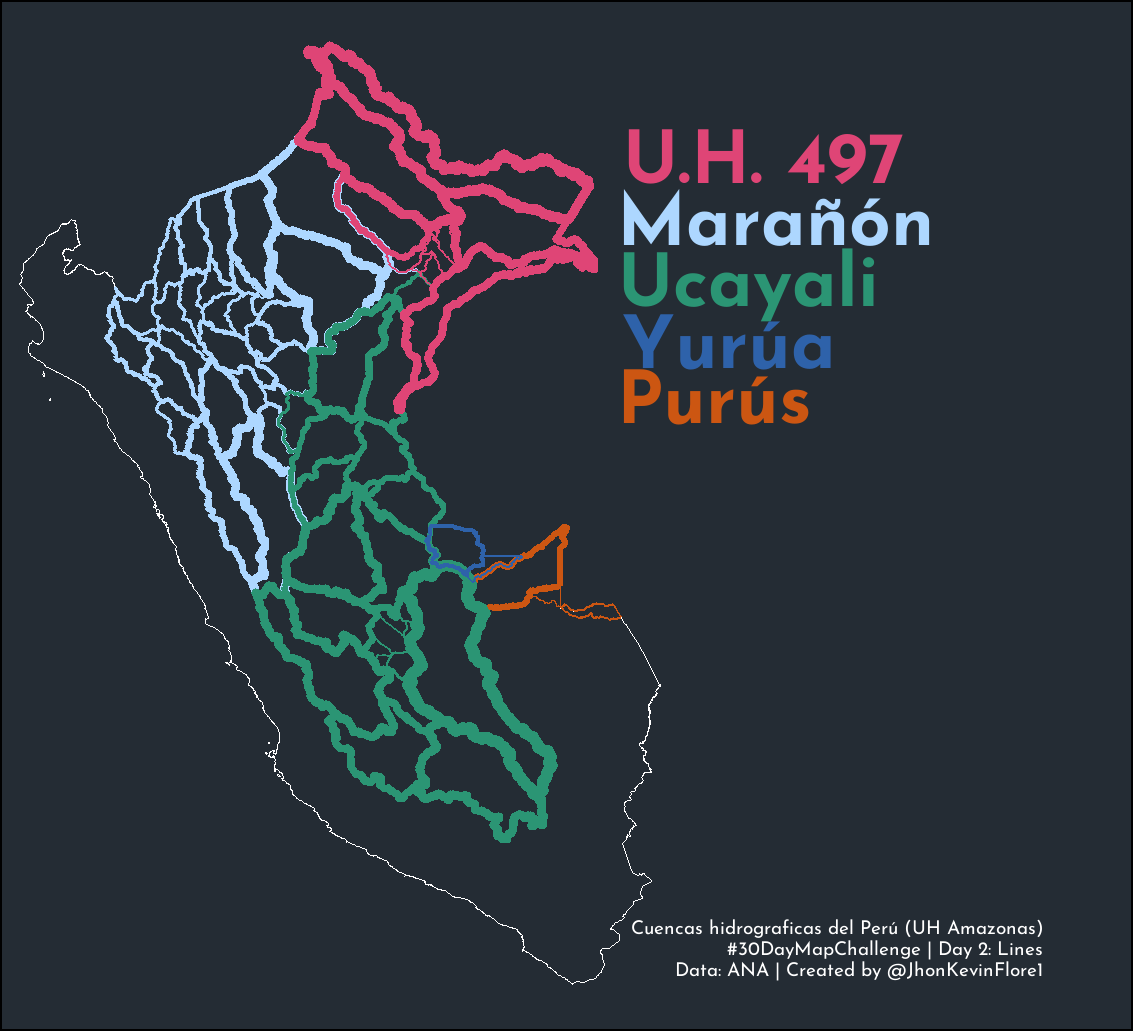 U.H. 497
Marañón
Ucayali
Yurúa
Purús
Cuencas hidrograficas del Perú (UH Amazonas)
#30DayMapChallenge | Day 2: Lines
Data: ANA | Created by @JhonKevinFlore1